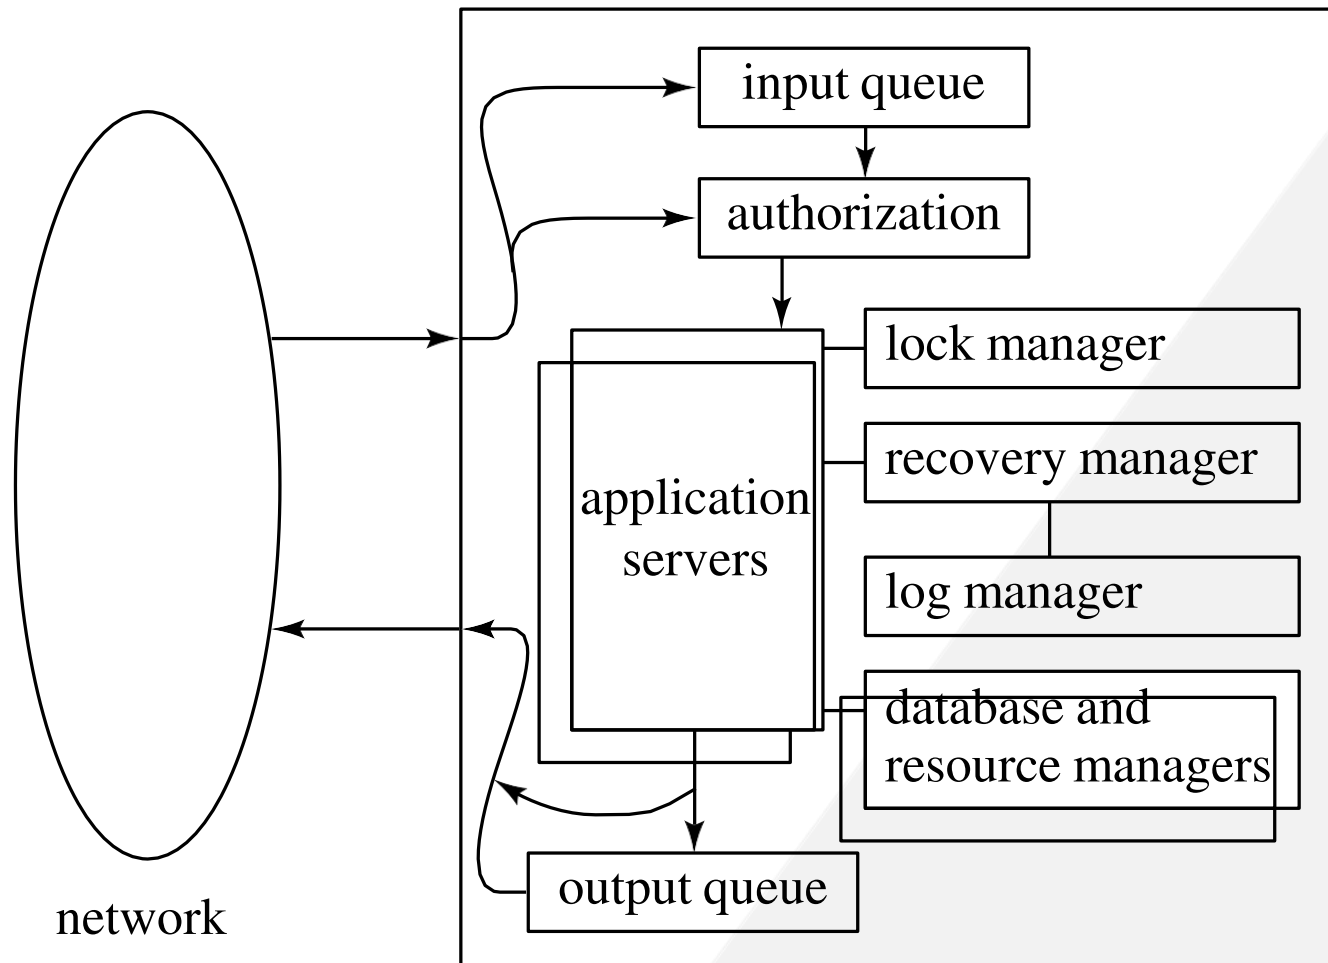 input queue
authorization
lock manager
recovery manager
application
servers
log manager
database and
resource managers
output queue
network